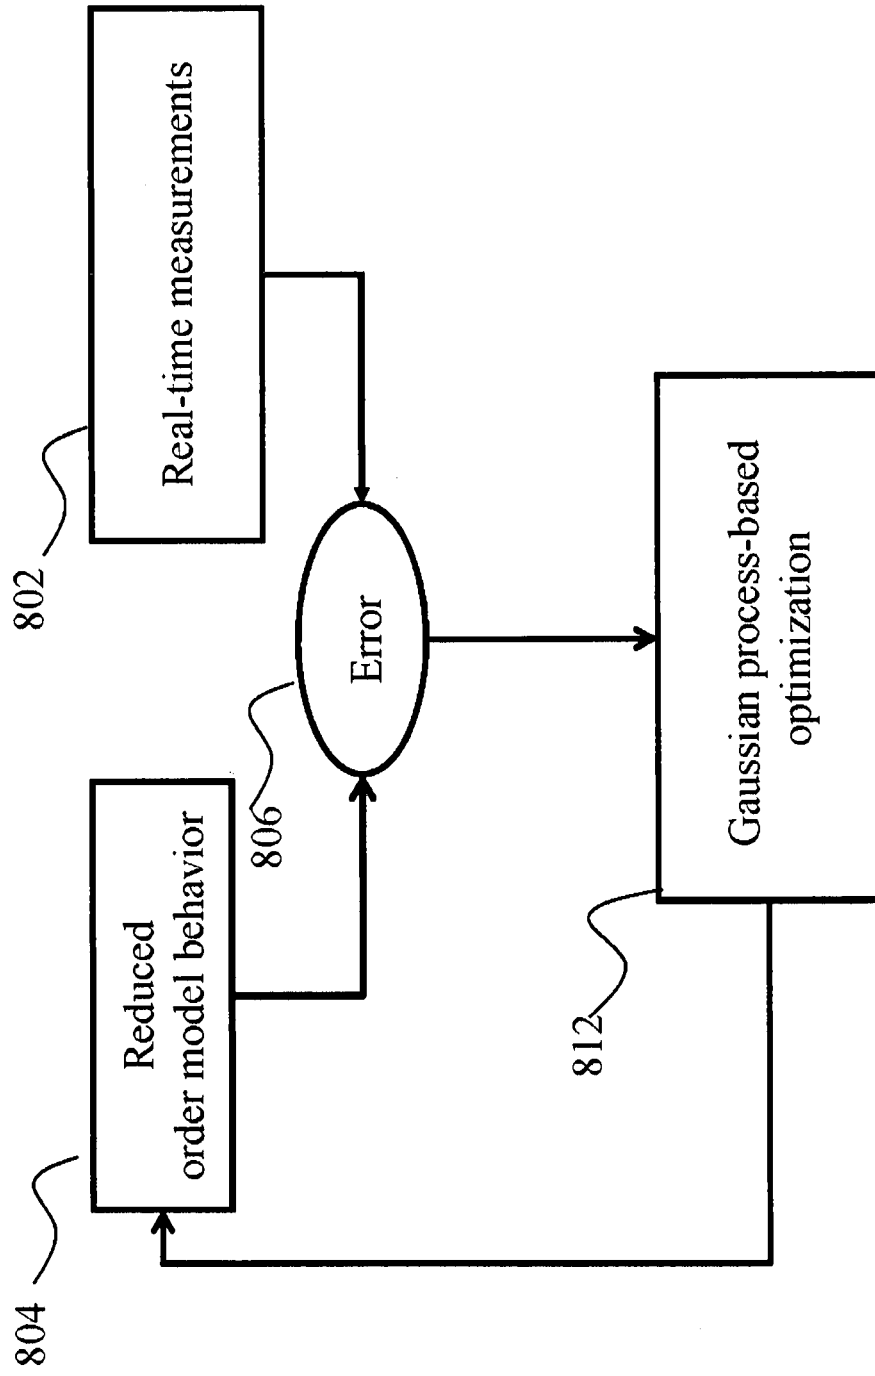 804
Reduced
order model behavior
802
Real-time measurements
806
Error
812
Gaussian process-based
optimization